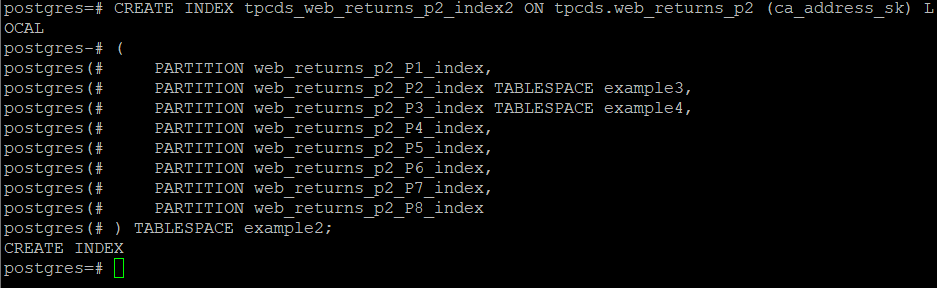 postgres=# CREATE INDEX tpcds_web_returns_p2_index2 ON tpcds.web_returns_p2 (ca_address_sk) L
OCAL
postgres-# (
postgres(#     PARTITION web_returns_p2_P1_index,
postgres(#     PARTITION web_returns_p2_P2_index TABLESPACE example3,
postgres(#     PARTITION web_returns_p2_P3_index TABLESPACE example4,
postgres(#     PARTITION web_returns_p2_P4_index,
postgres(#     PARTITION web_returns_p2_P5_index,
postgres(#     PARTITION web_returns_p2_P6_index,
postgres(#     PARTITION web_returns_p2_P7_index,
postgres(#     PARTITION web_returns_p2_P8_index
postgres(# ) TABLESPACE example2;
CREATE INDEX
postgres=#